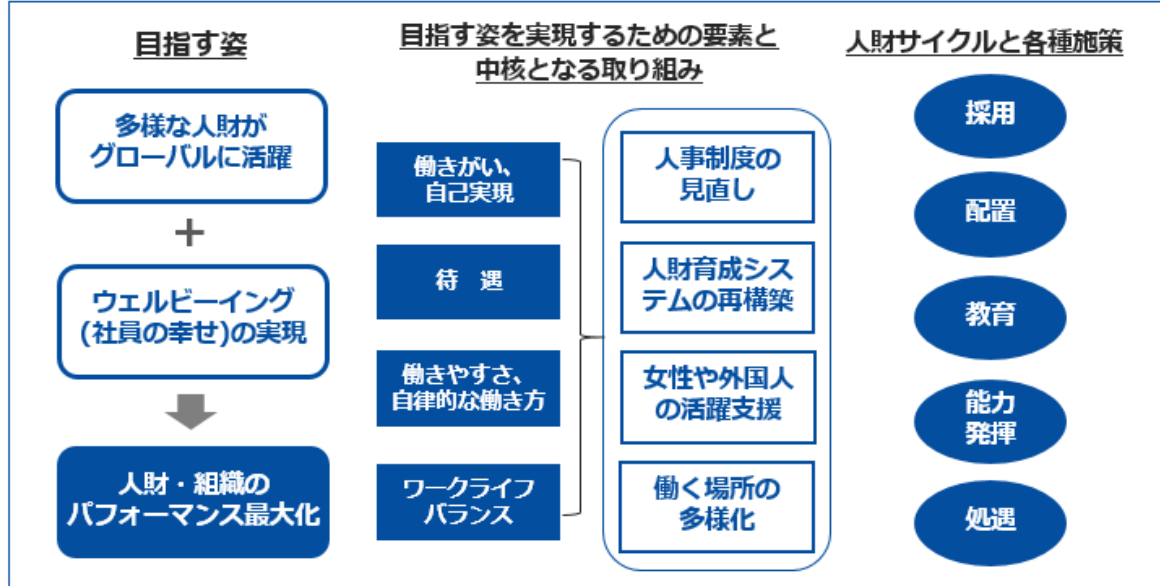 目指す姿
多様な人財が
グローバルに活躍
+
ウェルビーイング
(社員の幸せ)の実現
人財・組織の
パフォーマンス最大化
目指す姿を実現するための要素と
中核となる取り組み
働きがい、
自己実現
待　遇
働きやすさ、
自律的な働き方
ワークライフ
バランス
人事制度の
見直し
人財育成シス
テムの再構築
女性や外国人
の活躍支援
働く場所の
多様化
人財サイクルと各種施策
採用
配置
教育
能力
発揮
処遇